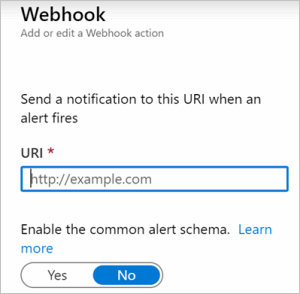 Webhook
Add or edit a Webhook action
Send a notification to this URI when an
alert fires
URI *
http://example.com
Enable the common alert schema. Learn
more
Yes No